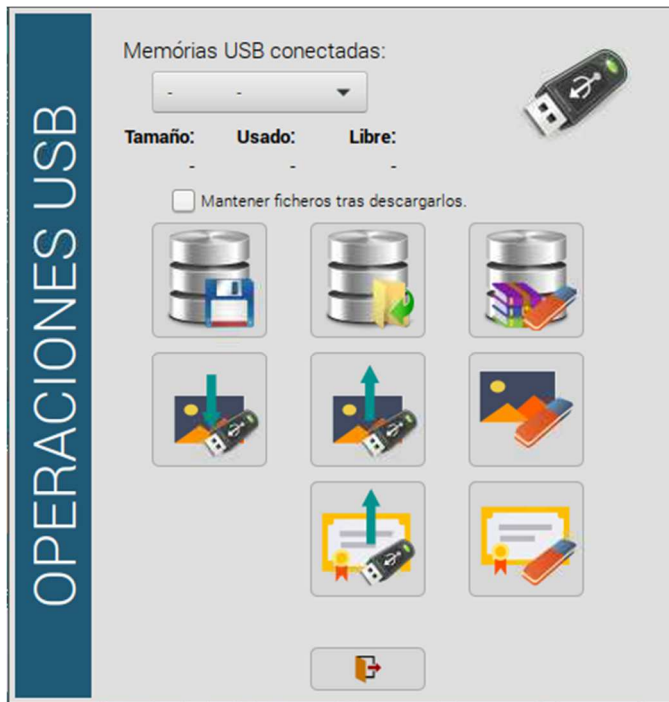 OPERACIONES USB
Memórias USB conectadas:
- -
Tamaño: Usado: Libre:
- - -
Mantener ficheros tras descargarlos.